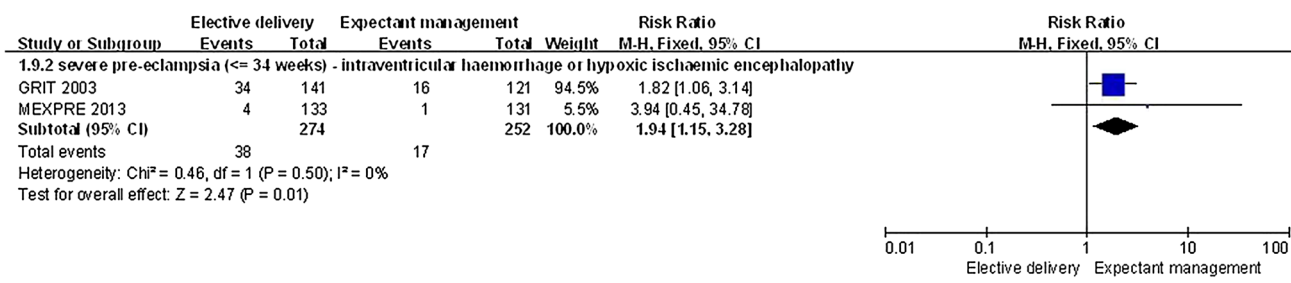 Elective delivery Expectant management Risk Ratio Risk Ratio
Study or Subgroup Events Total Events Total Weight M-H, Fixed, 95% CI M-H, Fixed, 95% CI
1.9.2 severe pre-eclampsia (<= 34 weeks) - intraventricular haemorrhage or hypoxic ischaemic encephalopathy
GRIT 2003 34 141 16 121 94.5% 1.82 [1.06, 3.14]
MEXPRE 2013 4 133 1 131 5.5% 3.94 [0.45, 34.78]
Subtotal (95% CI) 274 252 100.0% 1.94 [1.15, 3.28]
Total events 38 17
Heterogeneity: Chi² = 0.46, df = 1 (P = 0.50); I² = 0%
Test for overall effect: Z = 2.47 (P = 0.01)
0.01 0.1 1 10 100
Elective delivery Expectant management